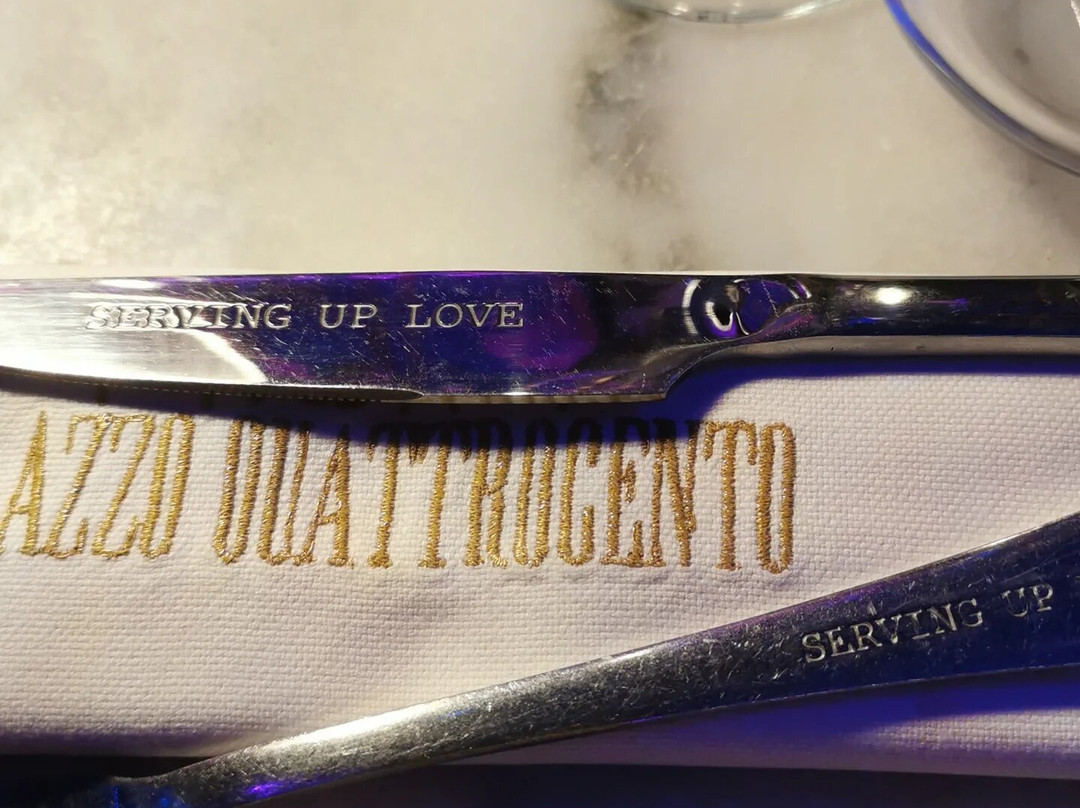 SERVING UP LOVE
AZZO QUATTROCENTO
SERVING UP